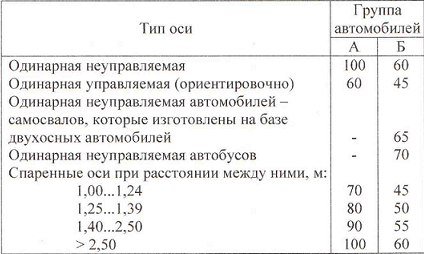 Тип оси Группа автомобилей
А Б
Одинарная неуправляемая 100 60
Одинарная управляемая (ориентировочно) 60 45
Одинарная неуправляемая автомобилей –
самосвалов, которые изготовлены на базе
двухосных автомобилей - 65
Одинарная неуправляемая автобусов - 70
Спаренные оси при расстоянии между ними, м:
1,00...1,24 70 45
1,25...1,39 80 50
1,40...2,50 90 55
> 2,50 100 60